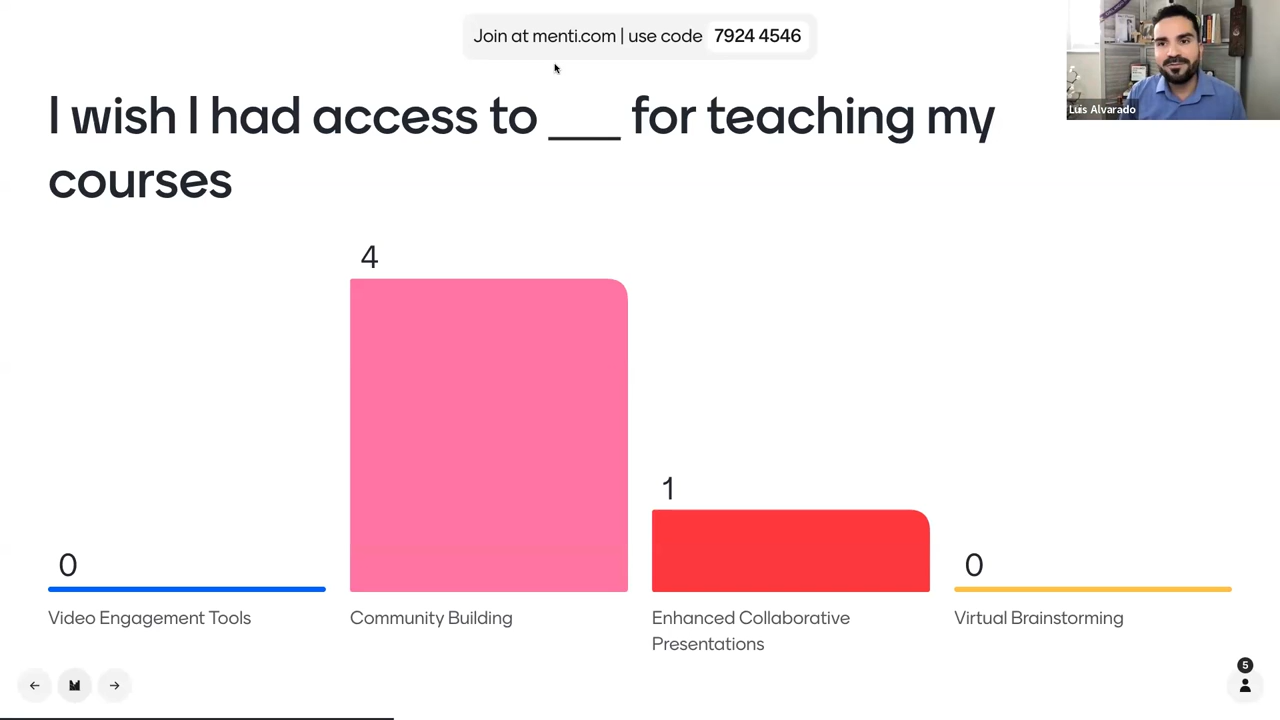 Join at menti.com | use code 7924 4546
Luis Alvarado
I wish I had access to ___ for teaching my
courses
4
1
0
0
Video Engagement Tools
Community Building
Enhanced Collaborative
Presentations
Virtual Brainstorming
5